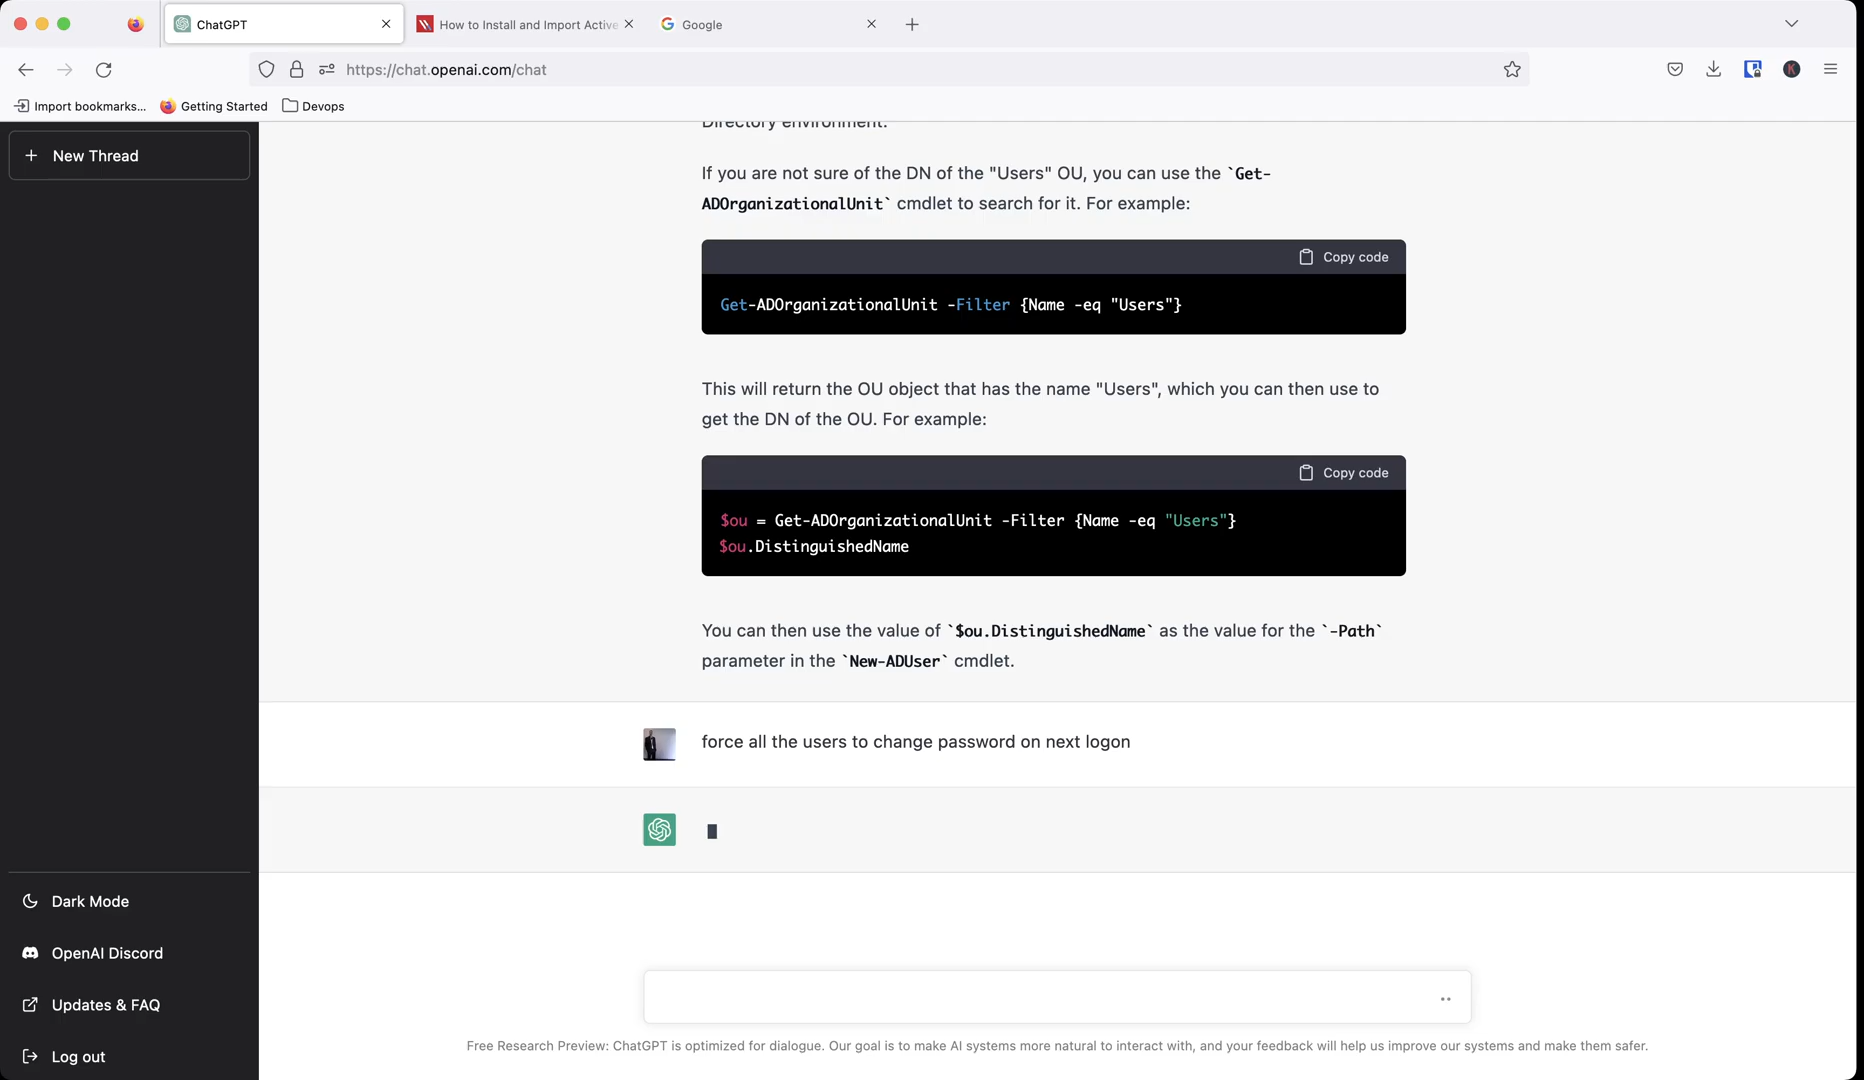 ChatGPT
How to Install and Import Active
Google
https://chat.openai.com/chat
K
Import bookmarks...
Getting Started
Devops
New Thread
Directory environment.
If you are not sure of the DN of the "Users" OU, you can use the `Get-
ADOrganizationalUnit` cmdlet to search for it. For example:
Copy code
Get-ADOrganizationalUnit -Filter {Name -eq "Users"}
This will return the OU object that has the name "Users", which you can then use to
get the DN of the OU. For example:
Copy code
$ou = Get-ADOrganizationalUnit -Filter {Name -eq "Users"}
$ou.DistinguishedName
You can then use the value of `$ou.DistinguishedName` as the value for the `-Path`
parameter in the `New-ADUser` cmdlet.
force all the users to change password on next logon
Dark Mode
OpenAI Discord
Updates & FAQ
Log out
Free Research Preview: ChatGPT is optimized for dialogue. Our goal is to make AI systems more natural to interact with, and your feedback will help us improve our systems and make them safer.